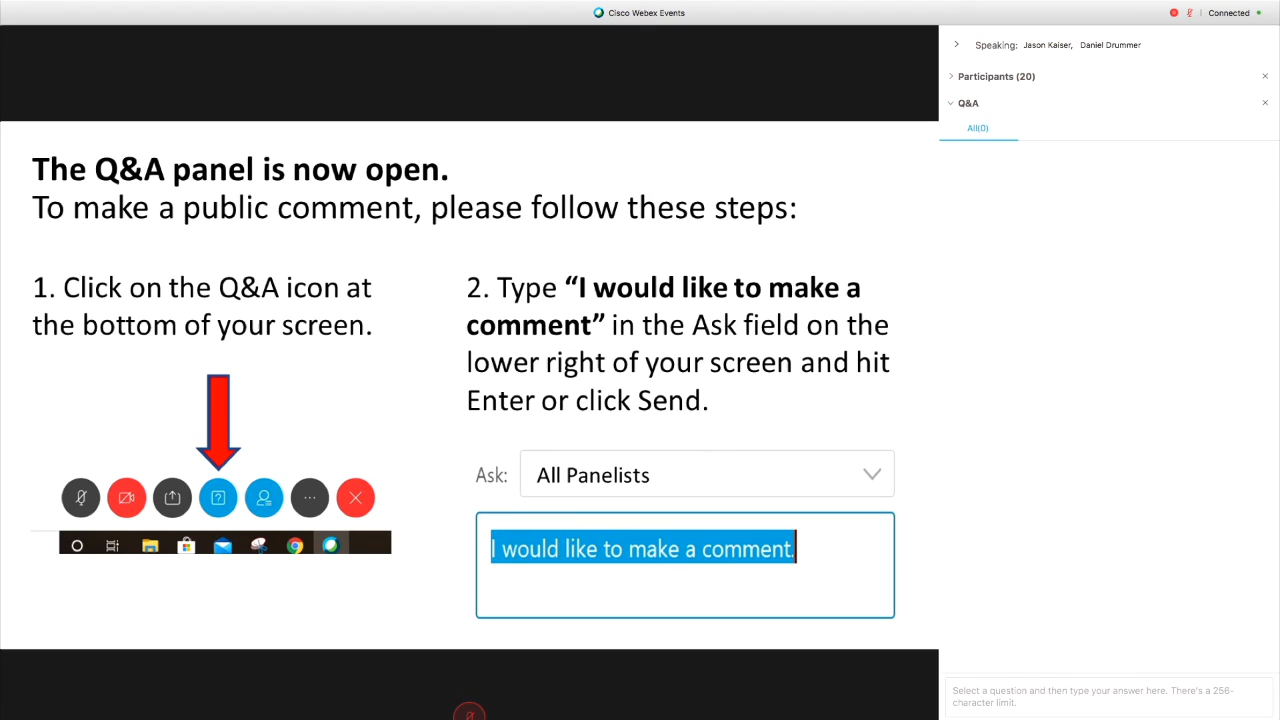 Cisco Webex Events
Connected
Speaking: Jason Kaiser, Daniel Drummer
Participants (20)
Q&A
All(0)
The Q&A panel is now open.
To make a public comment, please follow these steps:
1. Click on the Q&A icon at
the bottom of your screen.
2. Type “I would like to make a
comment” in the Ask field on the
lower right of your screen and hit
Enter or click Send.
Ask: All Panelists
I would like to make a comment.
Select a question and then type your answer here. There's a 256-
character limit.